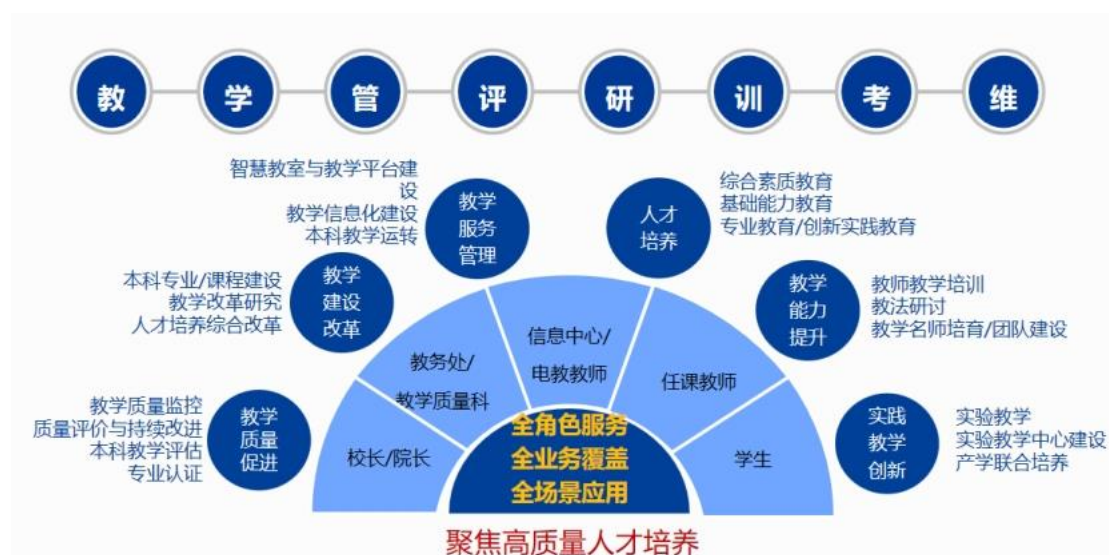 教 学 管 评 研 训 考 维
智慧教室与教学平台建
设
教学信息化建设
本科教学运转
教学
服务
管理
人才
培养
综合素质教育
基础能力教育
专业教育/创新实践教育
本科专业/课程建设
教学改革研究
人才培养综合改革
教学
建设
改革
教学
能力
提升
教师教学培训
教法研讨
教学名师培育/团队建设
教学质量监控
质量评价与持续改进
本科教学评估
专业认证
教学
质量
促进
校长/院长
教务处/
教学质量科
信息中心/
电教教师
任课教师
学生
全角色服务
全业务覆盖
全场景应用
实践
教学
创新
实验教学
实验教学中心建设
产学联合培养
聚焦高质量人才培养